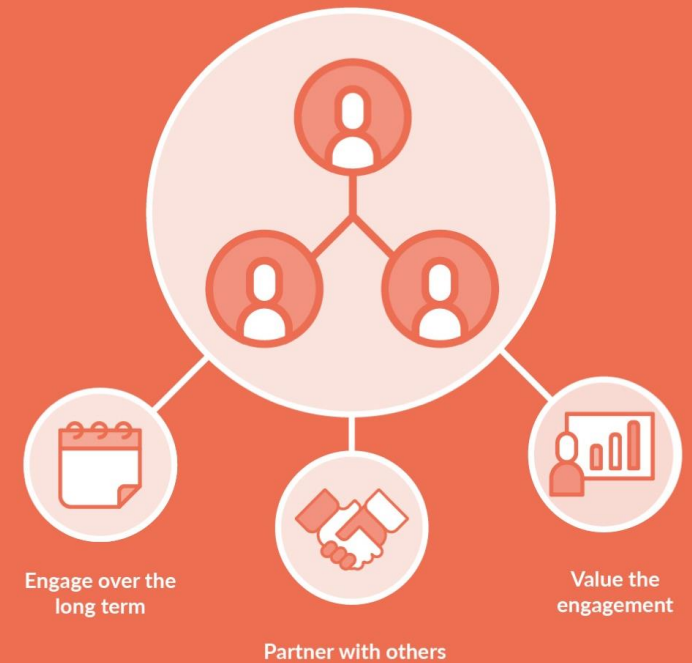 Engage over the
long term
Partner with others
Value the
engagement